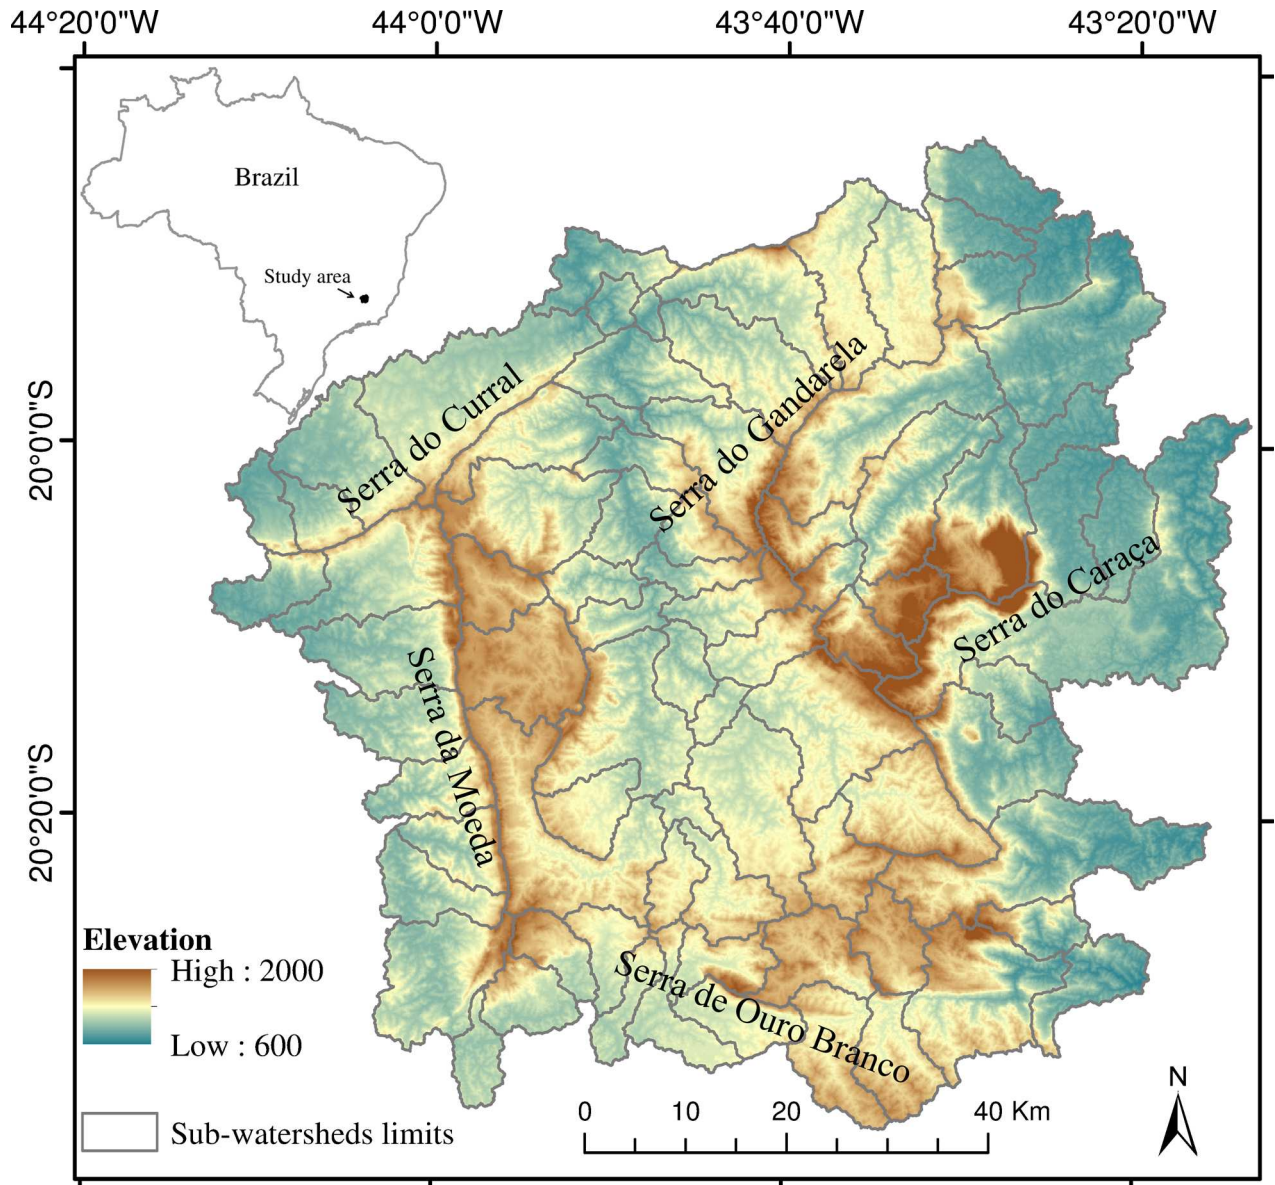 44°20'0"W 44°0'0"W 43°40'0"W 43°20'0"W
Brazil
Study area
20°0'0"S
20°20'0"S
Serra do Curral
Serra do Gandarela
Serra do Caraça
Serra da Moeda
Serra de Ouro Branco
Elevation
High : 2000
Low : 600
Sub-watersheds limits
0 10 20 40 Km
N